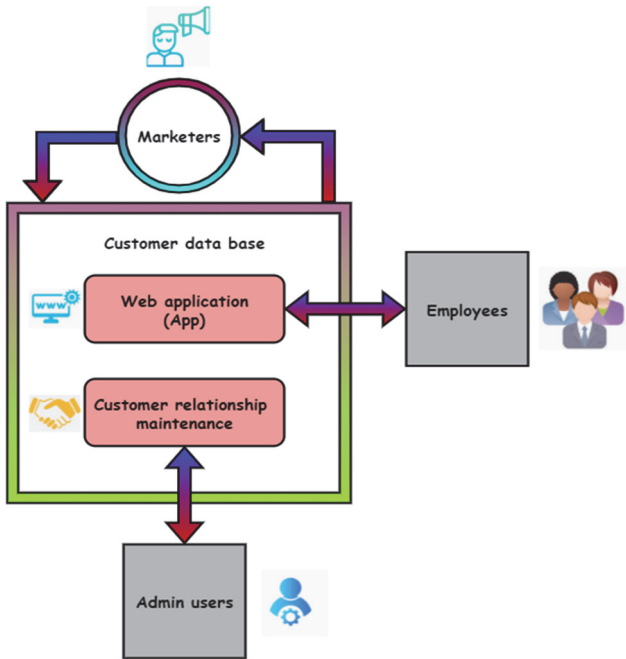 Marketers
Customer data base
www
Web application
(App)
Employees
Customer relationship
maintenance
Admin users